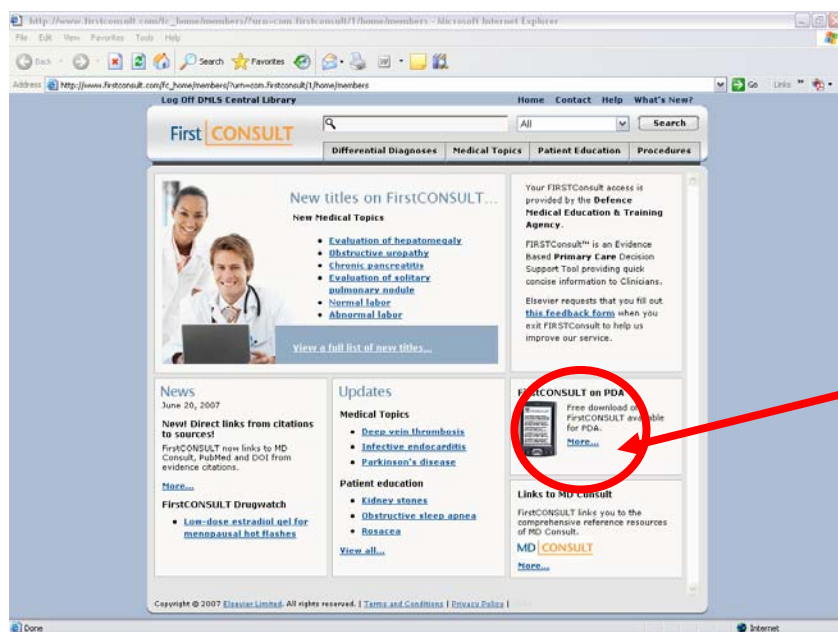 http://www.firstconsult.com/fc_home/members/?urn=com.firstconsult/1/home/members - Microsoft Internet Explorer
File Edit View Favorites Tools Help
Back Search Favorites
Address http://www.firstconsult.com/fc_home/members/?urn=com.firstconsult/1/home/members Go Links »
Log Off DMLS Central Library Home Contact Help What's New?
First CONSULT All Search
Differential Diagnoses Medical Topics Patient Education Procedures
New titles on FirstCONSULT...
New Medical Topics
• Evaluation of hepatomegaly
• Obstructive uropathy
• Chronic pancreatitis
• Evaluation of solitary
pulmonary nodule
• Normal labor
• Abnormal labor
View a full list of new titles...
Your FIRSTConsult access is
provided by the Defence
Medical Education & Training
Agency.
FIRSTConsult™ is an Evidence
Based Primary Care Decision
Support Tool providing quick
concise information to Clinicians.
Elsevier requests that you fill out
this feedback form when you
exit FIRSTConsult to help us
improve our service.
News
June 20, 2007
New! Direct links from citations
to sources!
FirstCONSULT now links to MD
Consult, PubMed and DOI from
evidence citations.
More...
FirstCONSULT Drugwatch
• Low-dose estradiol gel for
menopausal hot flashes
Updates
Medical Topics
• Deep vein thrombosis
• Infective endocarditis
• Parkinson's disease
Patient education
• Kidney stones
• Obstructive sleep apnea
• Rosacea
View all...
FirstCONSULT on PDA
Free download of
FirstCONSULT available
for PDA.
More...
Links to MD Consult
FirstCONSULT links you to the
comprehensive reference resources
of MD Consult.
MD CONSULT
More...
Copyright © 2007 Elsevier Limited. All rights reserved. | Terms and Conditions | Privacy Policy |
Done Internet